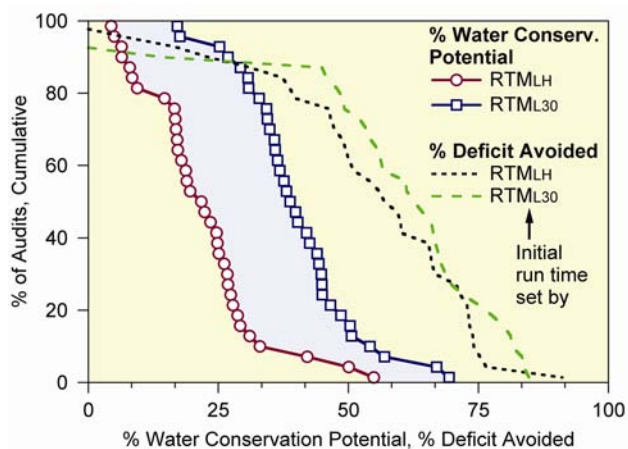 % of Audits, Cumulative
100
80
60
40
20
0
0
25
50
75
100
% Water Conservation Potential, % Deficit Avoided
% Water Conserv.
Potential
RTMLH
RTML30
% Deficit Avoided
RTMLH
RTML30
Initial
run time
set by